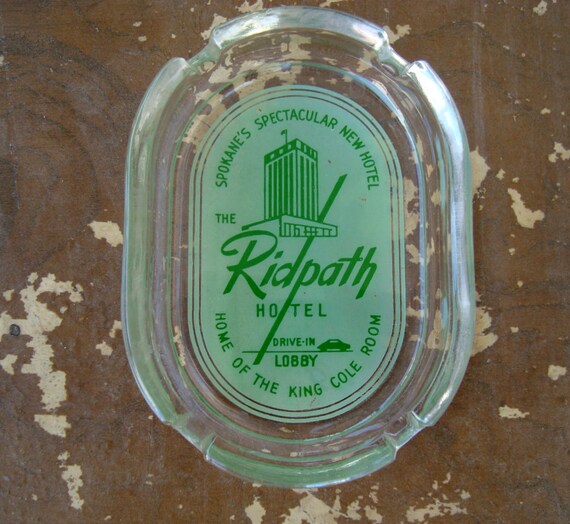 SPOKANE'S SPECTACULAR NEW HOTEL
THE
Ridpath
HOTEL
DRIVE-IN
LOBBY
HOME OF THE KING COLE ROOM